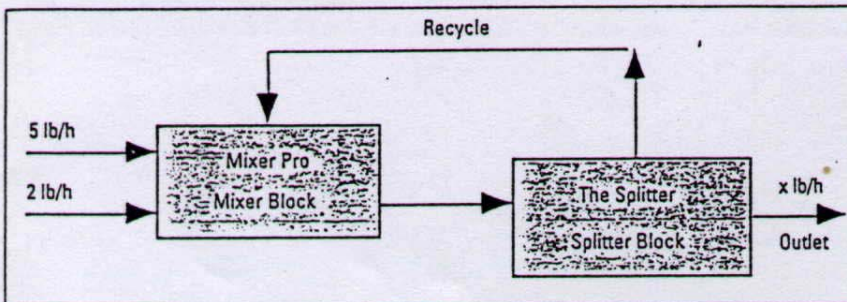 Recycle
5 lb/h
Mixer Pro
2 lb/h
Mixer Block
The Splitter
x lb/h
Splitter Block
Outlet